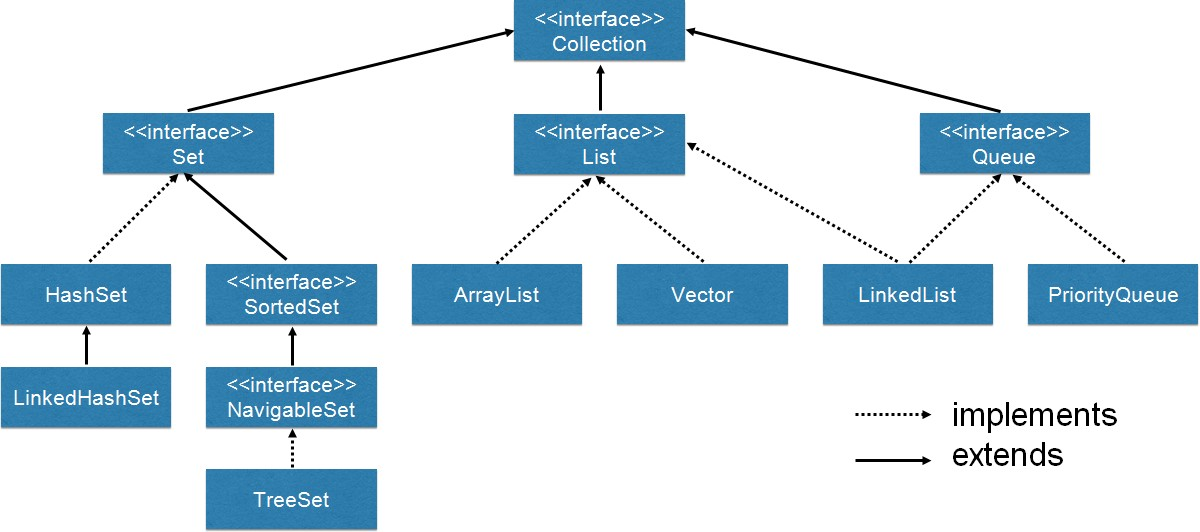 <<interface>>
Collection
<<interface>>
Set
<<interface>>
List
<<interface>>
Queue
HashSet
<<interface>>
SortedSet
ArrayList
Vector
LinkedList
PriorityQueue
LinkedHashSet
<<interface>>
NavigableSet
TreeSet
implements
extends